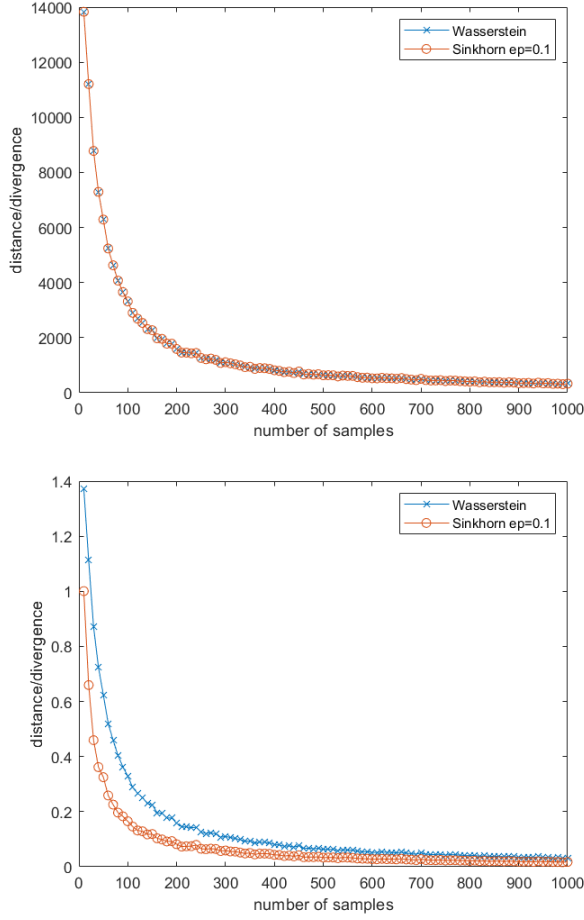 14000
12000
10000
8000
6000
4000
2000
0
distance/divergence
Wasserstein
Sinkhorn ep=0.1
0 100 200 300 400 500 600 700 800 900 1000
number of samples
1.4
1.2
1
0.8
0.6
0.4
0.2
0
distance/divergence
Wasserstein
Sinkhorn ep=0.1
0 100 200 300 400 500 600 700 800 900 1000
number of samples